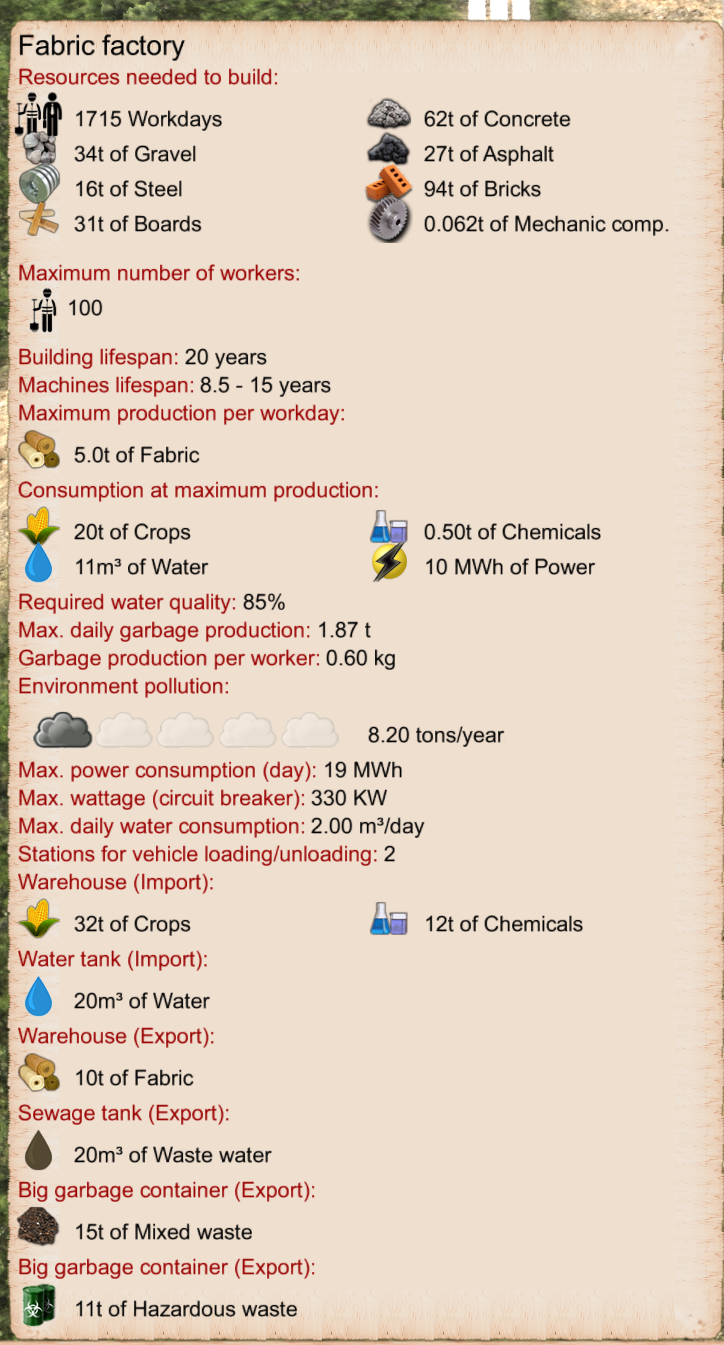 Fabric factory
Resources needed to build:
1715 Workdays 62t of Concrete
34t of Gravel 27t of Asphalt
16t of Steel 94t of Bricks
31t of Boards 0.062t of Mechanic comp.
Maximum number of workers:
100
Building lifespan: 20 years
Machines lifespan: 8.5 - 15 years
Maximum production per workday:
5.0t of Fabric
Consumption at maximum production:
20t of Crops 0.50t of Chemicals
11m³ of Water 10 MWh of Power
Required water quality: 85%
Max. daily garbage production: 1.87 t
Garbage production per worker: 0.60 kg
Environment pollution:
8.20 tons/year
Max. power consumption (day): 19 MWh
Max. wattage (circuit breaker): 330 KW
Max. daily water consumption: 2.00 m³/day
Stations for vehicle loading/unloading: 2
Warehouse (Import):
32t of Crops 12t of Chemicals
Water tank (Import):
20m³ of Water
Warehouse (Export):
10t of Fabric
Sewage tank (Export):
20m³ of Waste water
Big garbage container (Export):
15t of Mixed waste
Big garbage container (Export):
11t of Hazardous waste